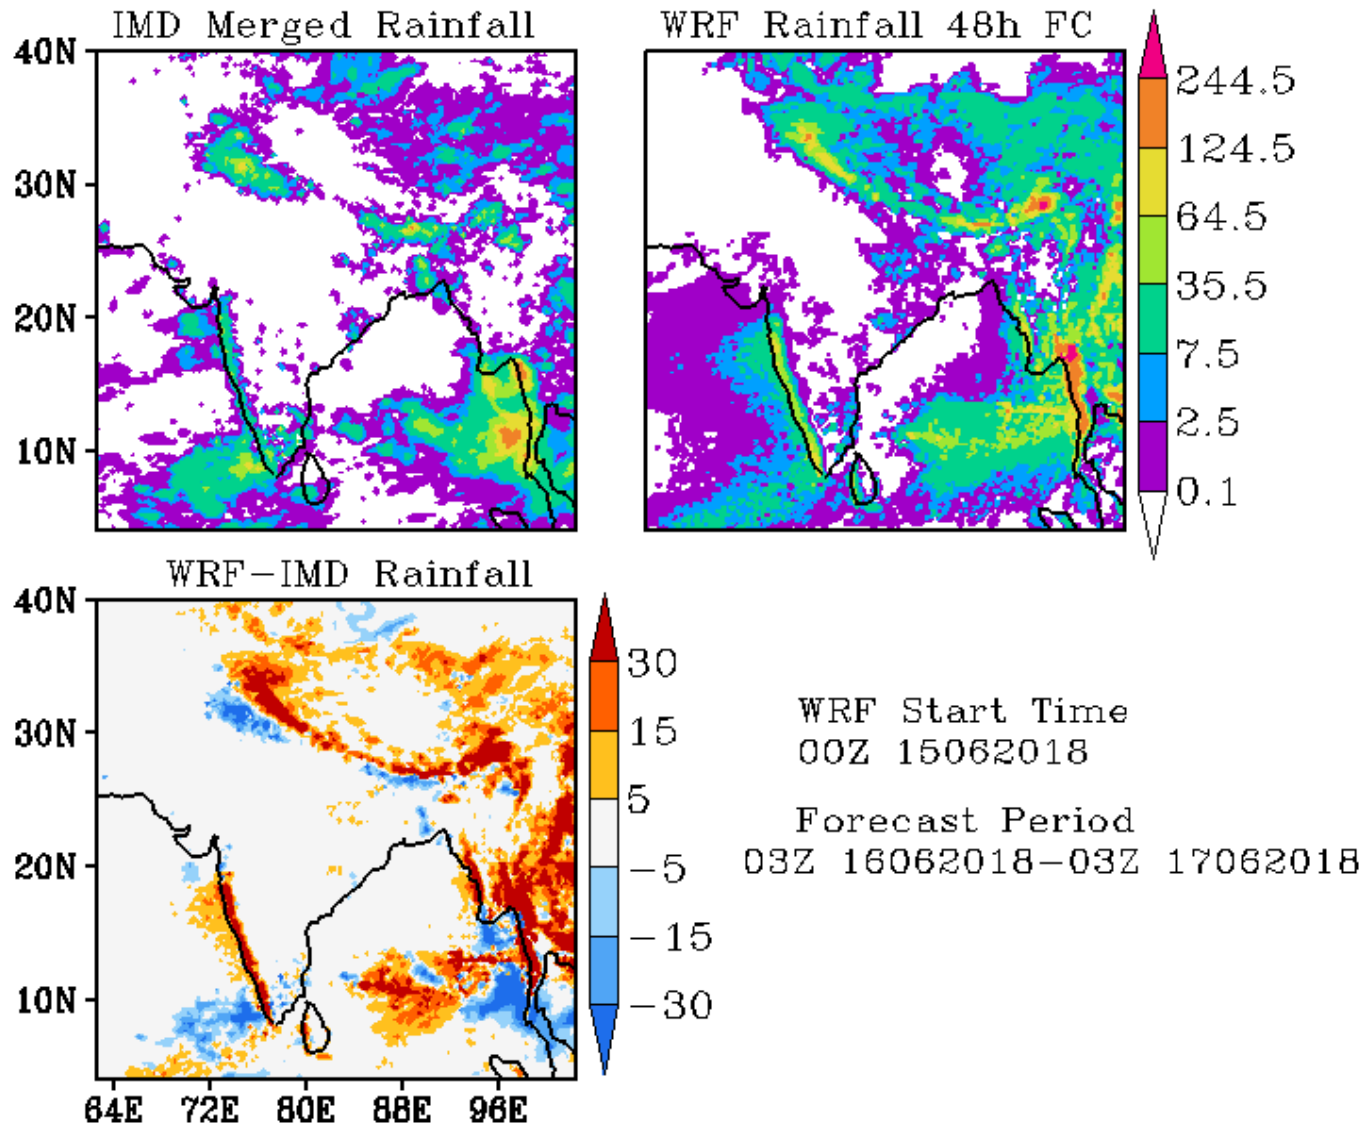 IMD Merged Rainfall
WRF Rainfall 48h FC
40N
30N
20N
10N
244.5
124.5
64.5
35.5
7.5
2.5
0.1
WRF-IMD Rainfall
40N
30N
20N
10N
64E 72E 80E 88E 96E
30
15
5
-5
-15
-30
WRF Start Time
00Z 15062018
Forecast Period
03Z 16062018-03Z 17062018